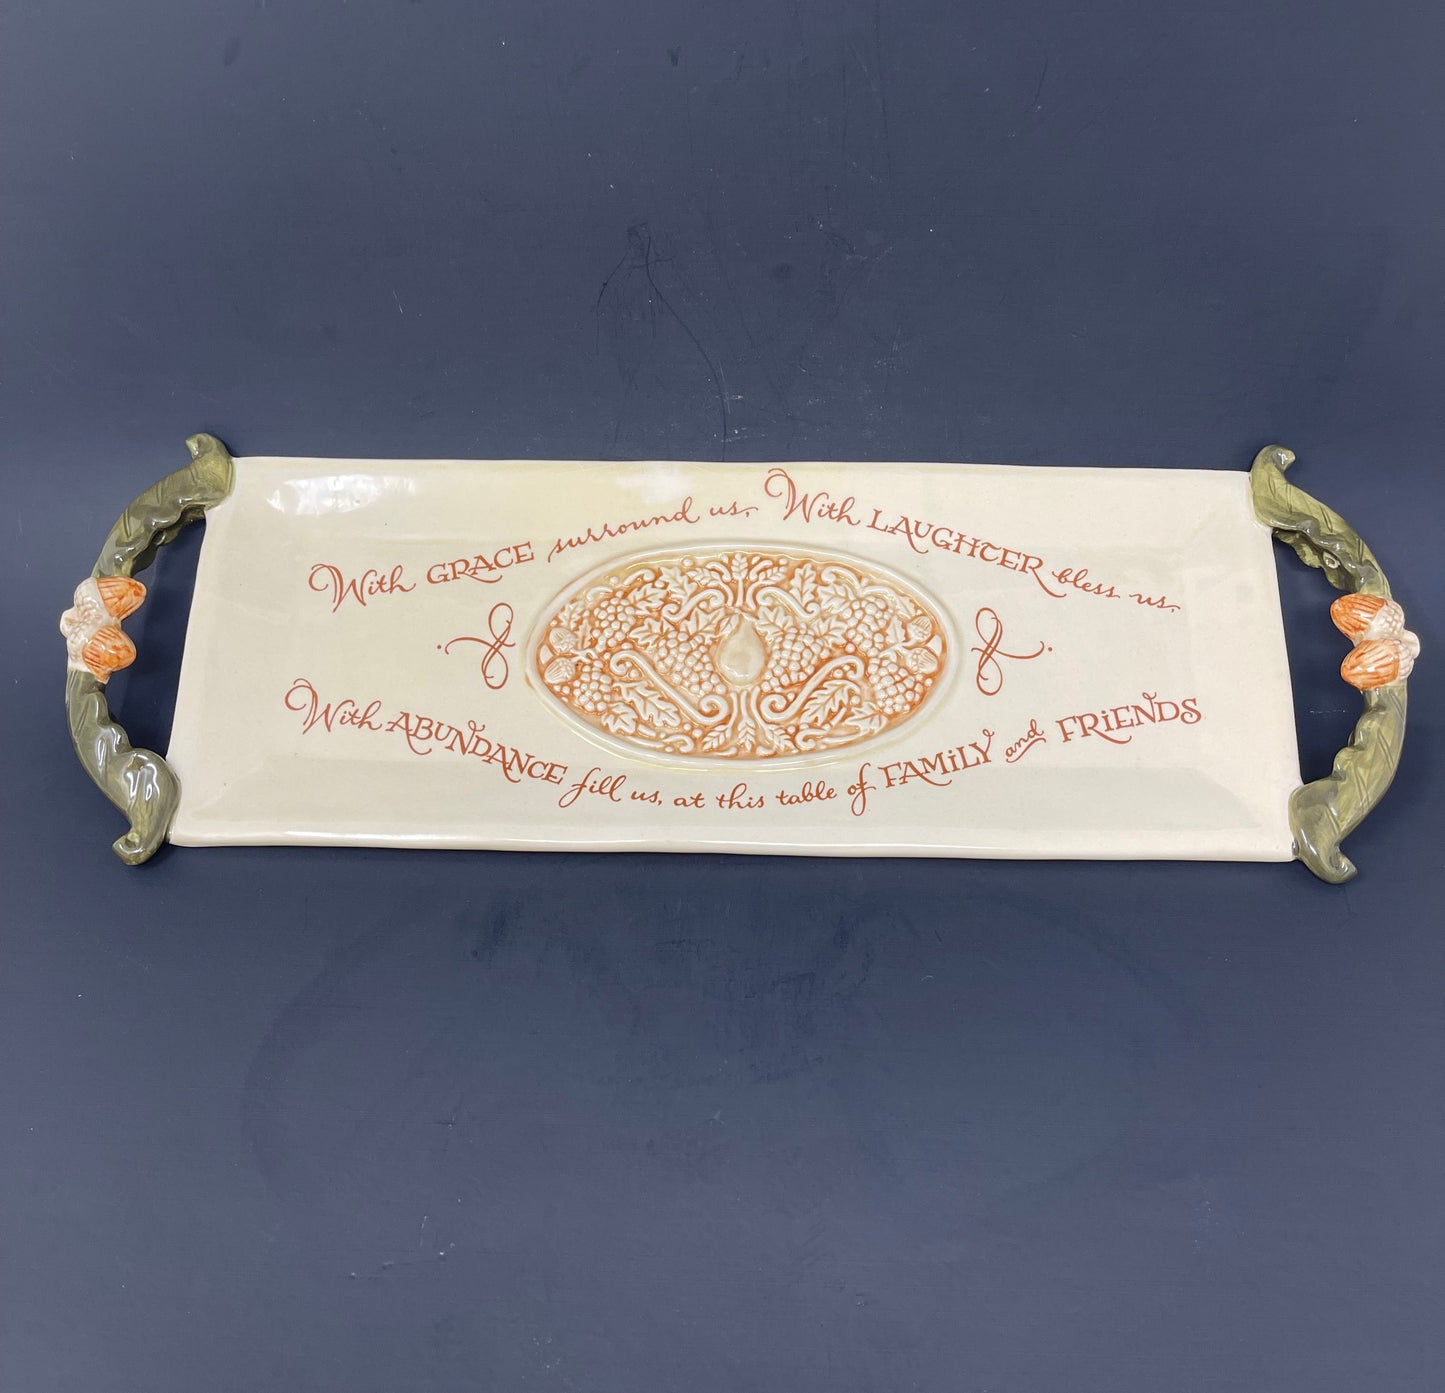 With GRACE surround us, With LAUGHTER bless us,
With ABUNDANCE fill us, at this table of FAMiLY and FRiENDS